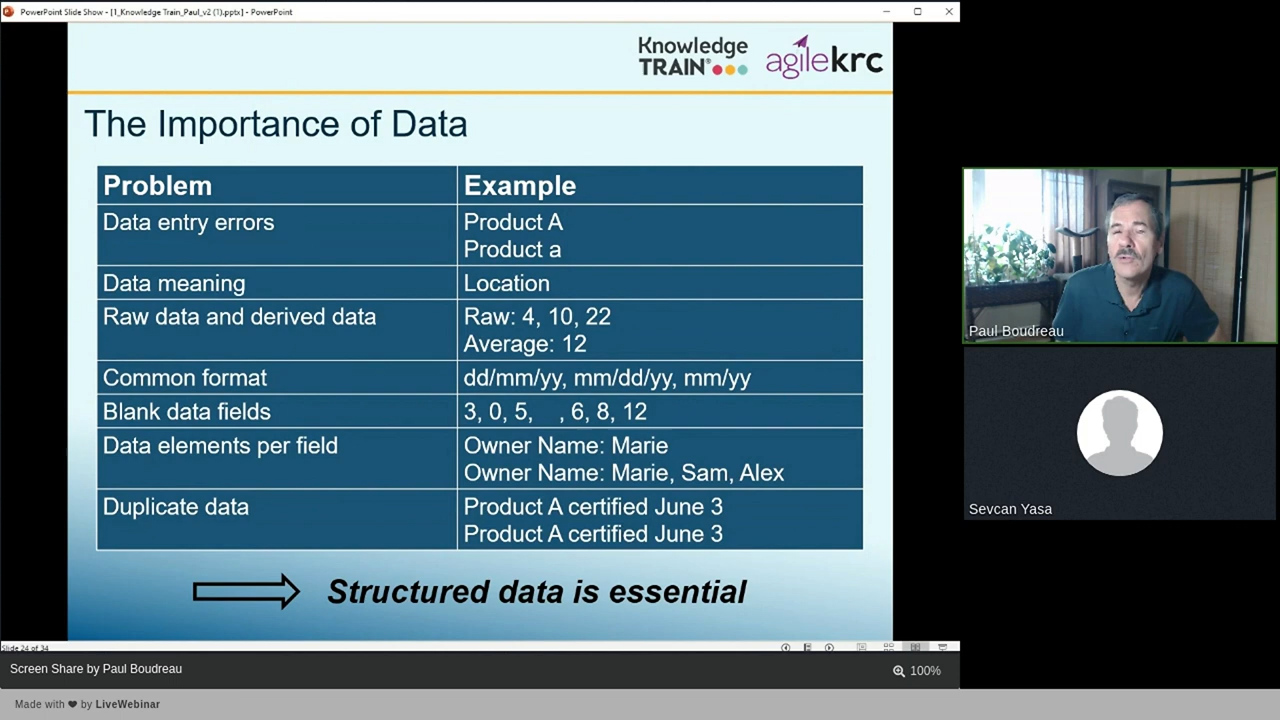 PowerPoint Slide Show - [1_Knowledge Train_Paul_v2 (1).pptx] - PowerPoint
Knowledge
TRAIN®
agilekrc
The Importance of Data
Problem Example
Data entry errors Product A
Product a
Data meaning Location
Raw data and derived data Raw: 4, 10, 22
Average: 12
Common format dd/mm/yy, mm/dd/yy, mm/yy
Blank data fields 3, 0, 5, , 6, 8, 12
Data elements per field Owner Name: Marie
Owner Name: Marie, Sam, Alex
Duplicate data Product A certified June 3
Product A certified June 3
Structured data is essential
Slide 24 of 34
Paul Boudreau
Sevcan Yasa
Screen Share by Paul Boudreau
100%
Made with ❤ by LiveWebinar